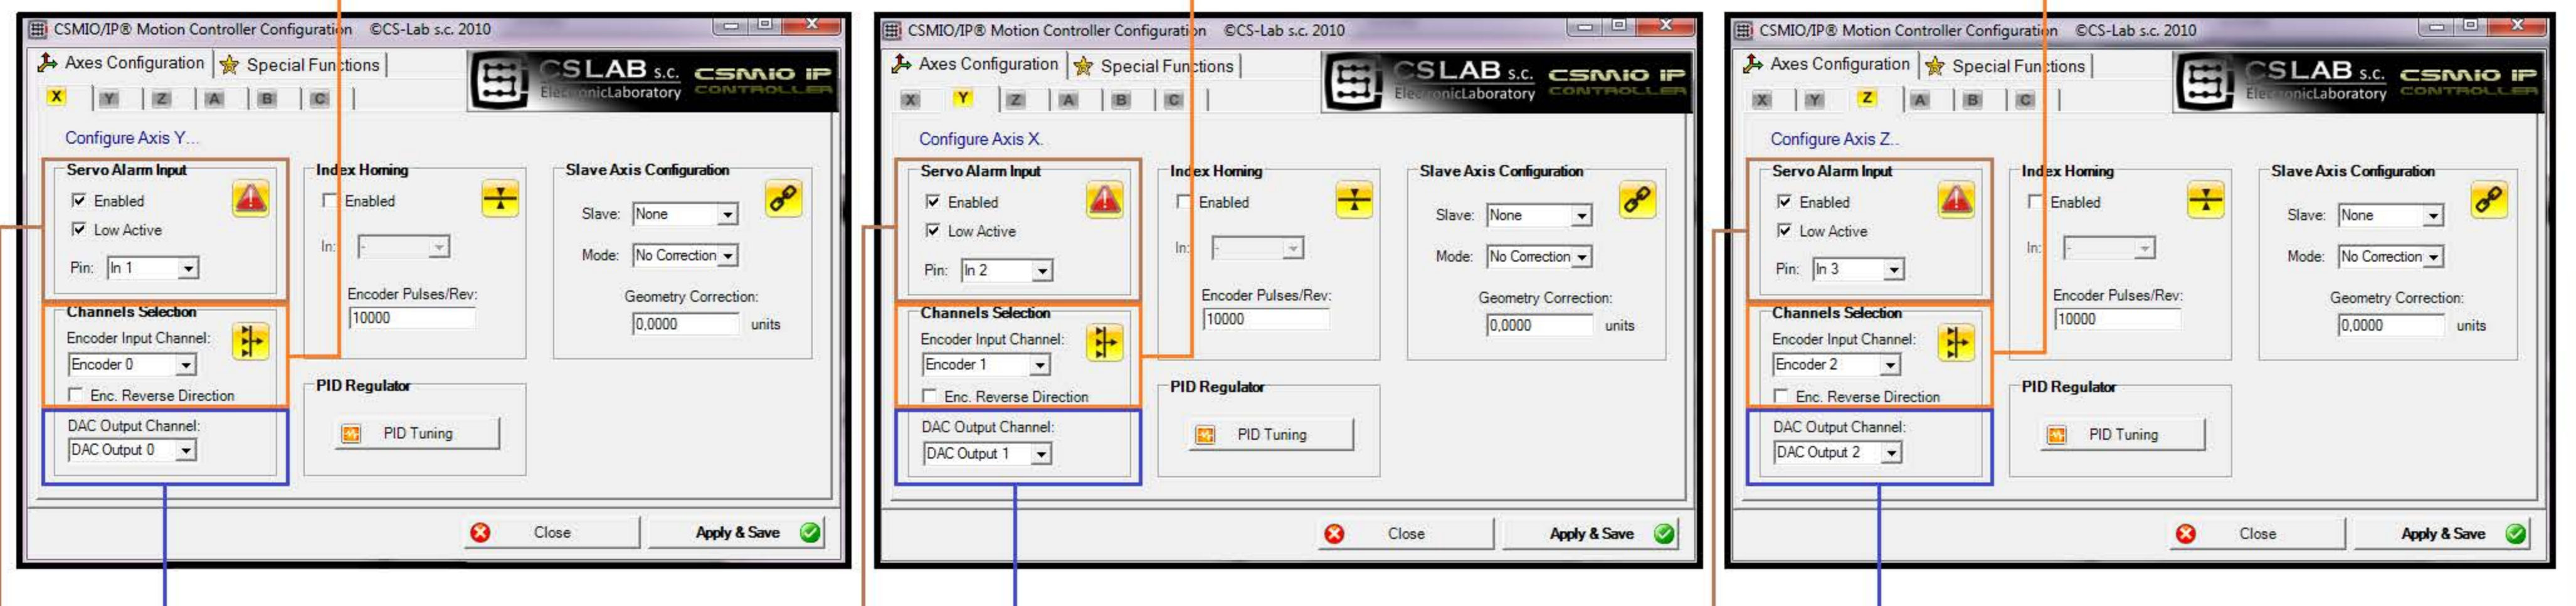 CSMIO/IP® Motion Controller Configuration ©CS-Lab s.c. 2010
Axes Configuration Special Functions
CSLAB s.c.
ElectronicLaboratory
CSMIO IP
CONTROLLER
X Y Z A B C
Configure Axis Y...
Servo Alarm Input
Enabled
Low Active
Pin: In 1
Channels Selection
Encoder Input Channel:
Encoder 0
Enc. Reverse Direction
DAC Output Channel:
DAC Output 0
Index Homing
Enabled
In: -
Encoder Pulses/Rev:
10000
PID Regulator
PID Tuning
Slave Axis Configuration
Slave: None
Mode: No Correction
Geometry Correction:
0,0000 units
Close Apply & Save
CSMIO/IP® Motion Controller Configuration ©CS-Lab s.c. 2010
Axes Configuration Special Functions
CSLAB s.c.
ElectronicLaboratory
CSMIO IP
CONTROLLER
X Y Z A B C
Configure Axis X.
Servo Alarm Input
Enabled
Low Active
Pin: In 2
Channels Selection
Encoder Input Channel:
Encoder 1
Enc. Reverse Direction
DAC Output Channel:
DAC Output 1
Index Homing
Enabled
In: -
Encoder Pulses/Rev:
10000
PID Regulator
PID Tuning
Slave Axis Configuration
Slave: None
Mode: No Correction
Geometry Correction:
0,0000 units
Close Apply & Save
CSMIO/IP® Motion Controller Configuration ©CS-Lab s.c. 2010
Axes Configuration Special Functions
CSLAB s.c.
ElectronicLaboratory
CSMIO IP
CONTROLLER
X Y Z A B C
Configure Axis Z..
Servo Alarm Input
Enabled
Low Active
Pin: In 3
Channels Selection
Encoder Input Channel:
Encoder 2
Enc. Reverse Direction
DAC Output Channel:
DAC Output 2
Index Homing
Enabled
In: -
Encoder Pulses/Rev:
10000
PID Regulator
PID Tuning
Slave Axis Configuration
Slave: None
Mode: No Correction
Geometry Correction:
0,0000 units
Close Apply & Save